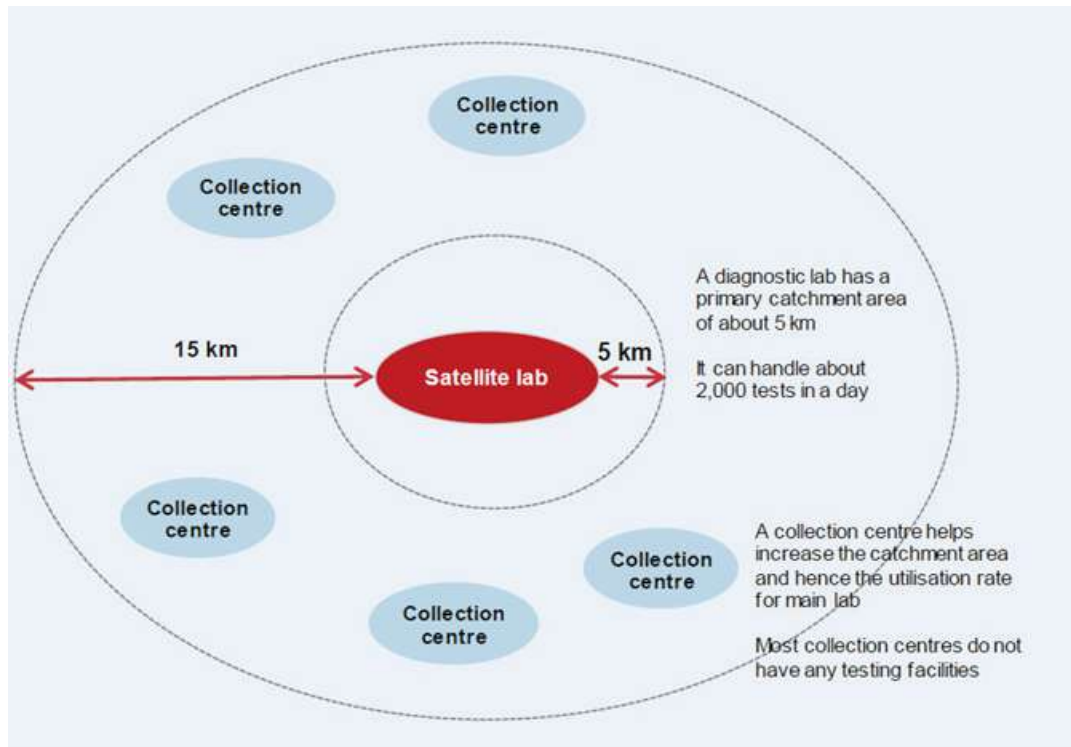 Collection
centre
Collection
centre
A diagnostic lab has a
primary catchment area
of about 5 km
15 km
5 km
Satellite lab
It can handle about
2,000 tests in a day
Collection
centre
A collection centre helps
increase the catchment area
and hence the utilisation rate
for main lab
Collection
centre
Collection
centre
Most collection centres do not
have any testing facilities